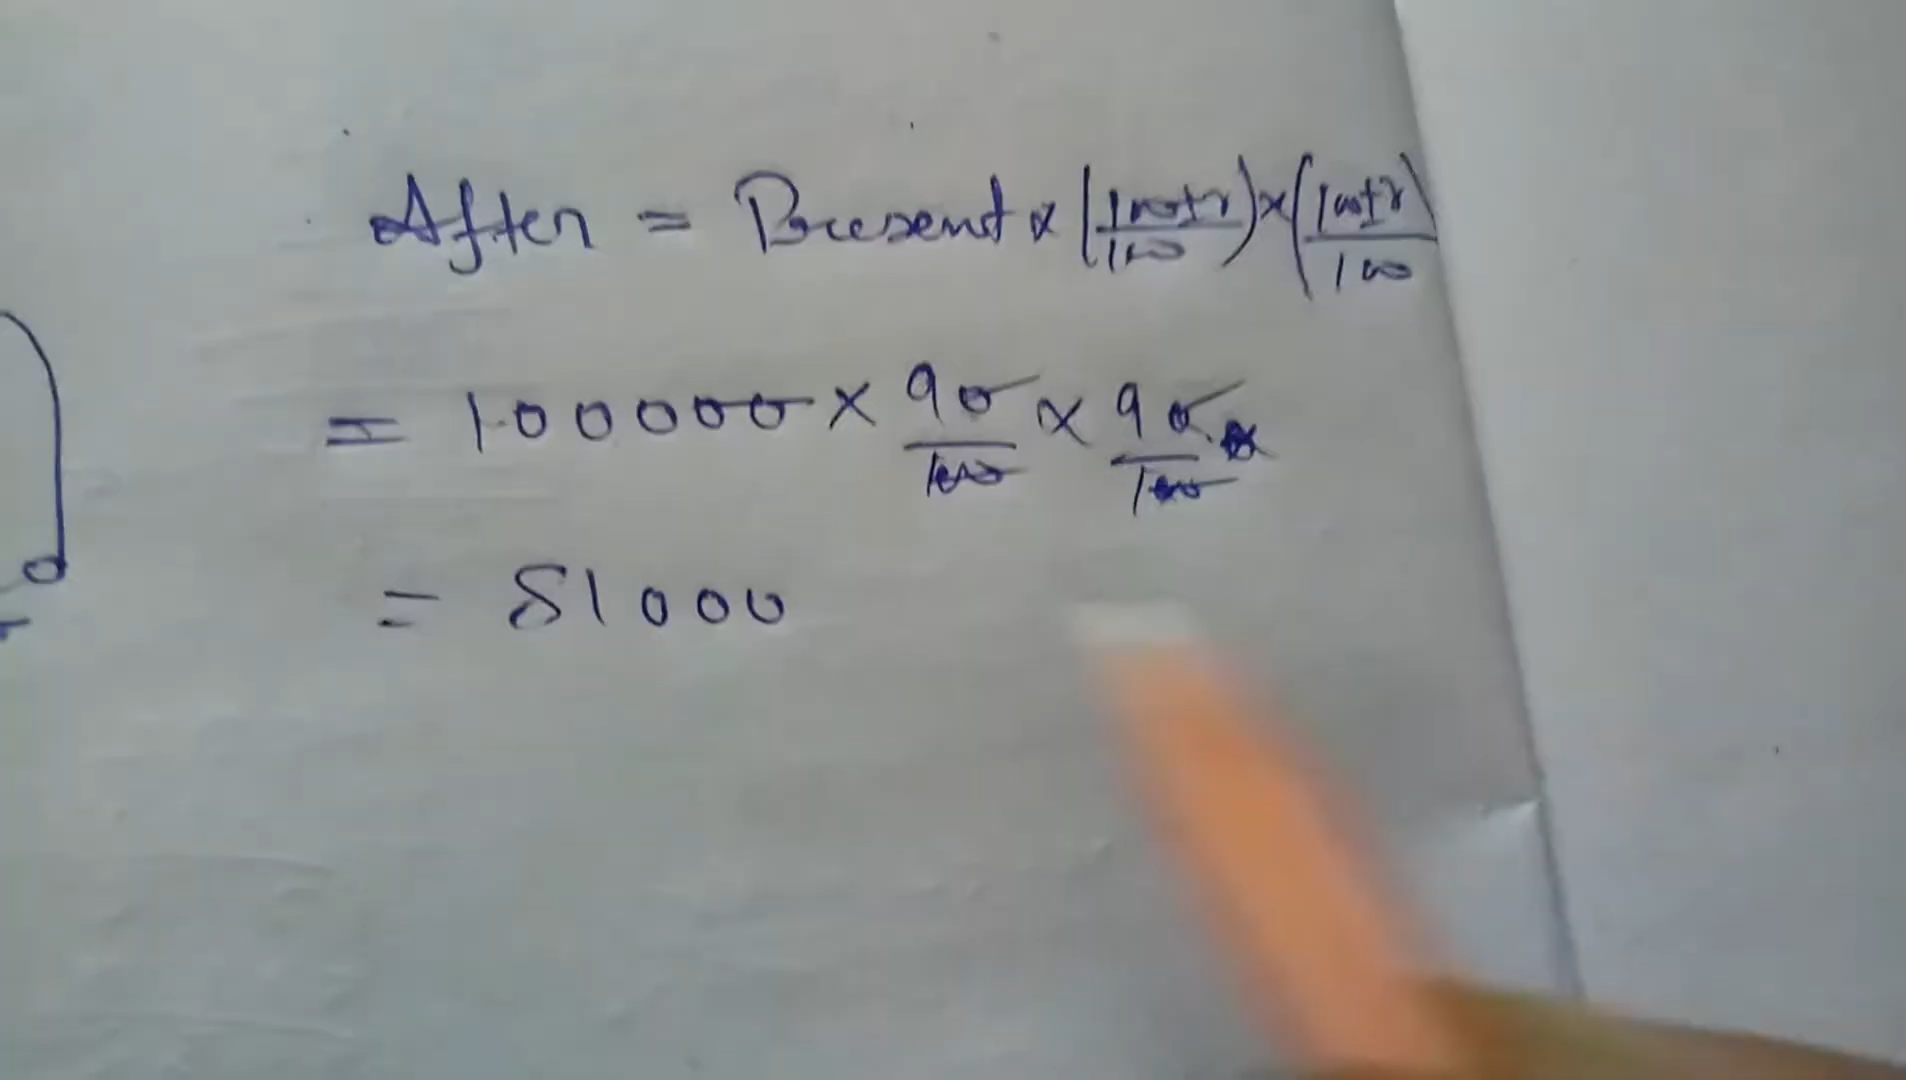 After = Present × (100±r/100) × (100±r/100)
= 100000 × 90/100 × 90/100
= 81000